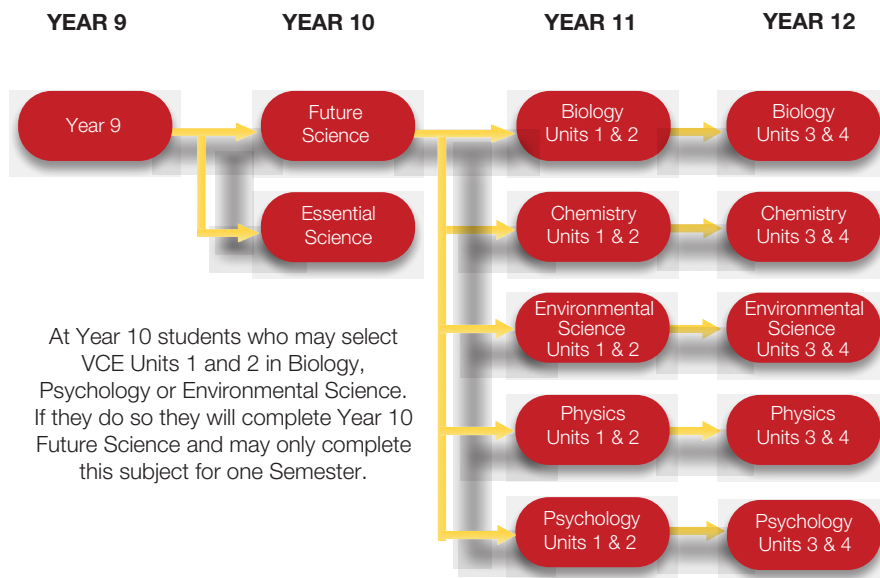 YEAR 9 YEAR 10 YEAR 11 YEAR 12
Year 9
Future
Science
Biology
Units 1 & 2
Biology
Units 3 & 4
Essential
Science
Chemistry
Units 1 & 2
Chemistry
Units 3 & 4
Environmental
Science
Units 1 & 2
Environmental
Science
Units 3 & 4
At Year 10 students who may select
VCE Units 1 and 2 in Biology,
Psychology or Environmental Science.
If they do so they will complete Year 10
Future Science and may only complete
this subject for one Semester.
Physics
Units 1 & 2
Physics
Units 3 & 4
Psychology
Units 1 & 2
Psychology
Units 3 & 4